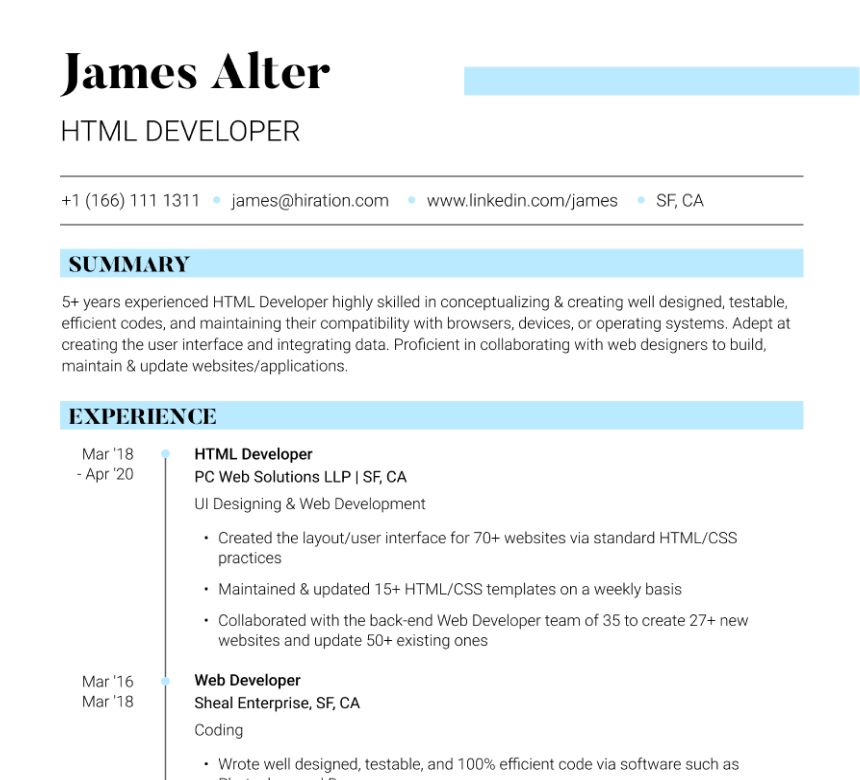 James Alter
HTML DEVELOPER
+1 (166) 111 1311 • james@hiration.com • www.linkedin.com/james • SF, CA
SUMMARY
5+ years experienced HTML Developer highly skilled in conceptualizing & creating well designed, testable,
efficient codes, and maintaining their compatibility with browsers, devices, or operating systems. Adept at
creating the user interface and integrating data. Proficient in collaborating with web designers to build,
maintain & update websites/applications.
EXPERIENCE
Mar '18
- Apr '20
HTML Developer
PC Web Solutions LLP | SF, CA
UI Designing & Web Development
• Created the layout/user interface for 70+ websites via standard HTML/CSS
practices
• Maintained & updated 15+ HTML/CSS templates on a weekly basis
• Collaborated with the back-end Web Developer team of 35 to create 27+ new
websites and update 50+ existing ones
Mar '16
Mar '18
Web Developer
Sheal Enterprise, SF, CA
Coding
• Wrote well designed, testable, and 100% efficient code via software such as